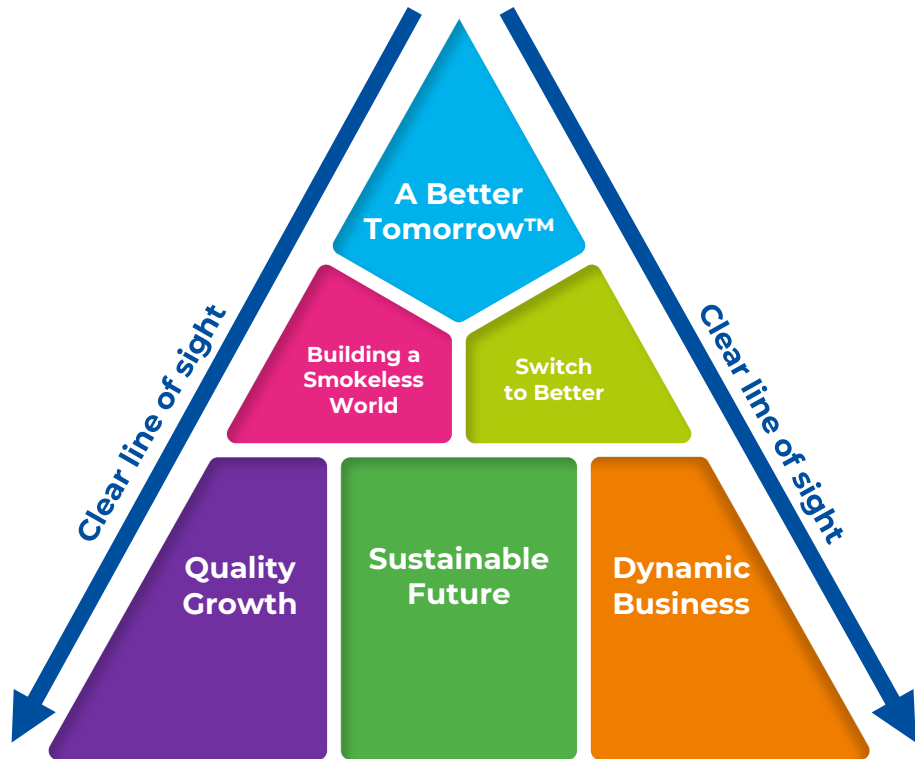 A Better
Tomorrow™
Building a
Smokeless
World
Switch
to Better
Clear line of sight
Clear line of sight
Quality
Growth
Sustainable
Future
Dynamic
Business